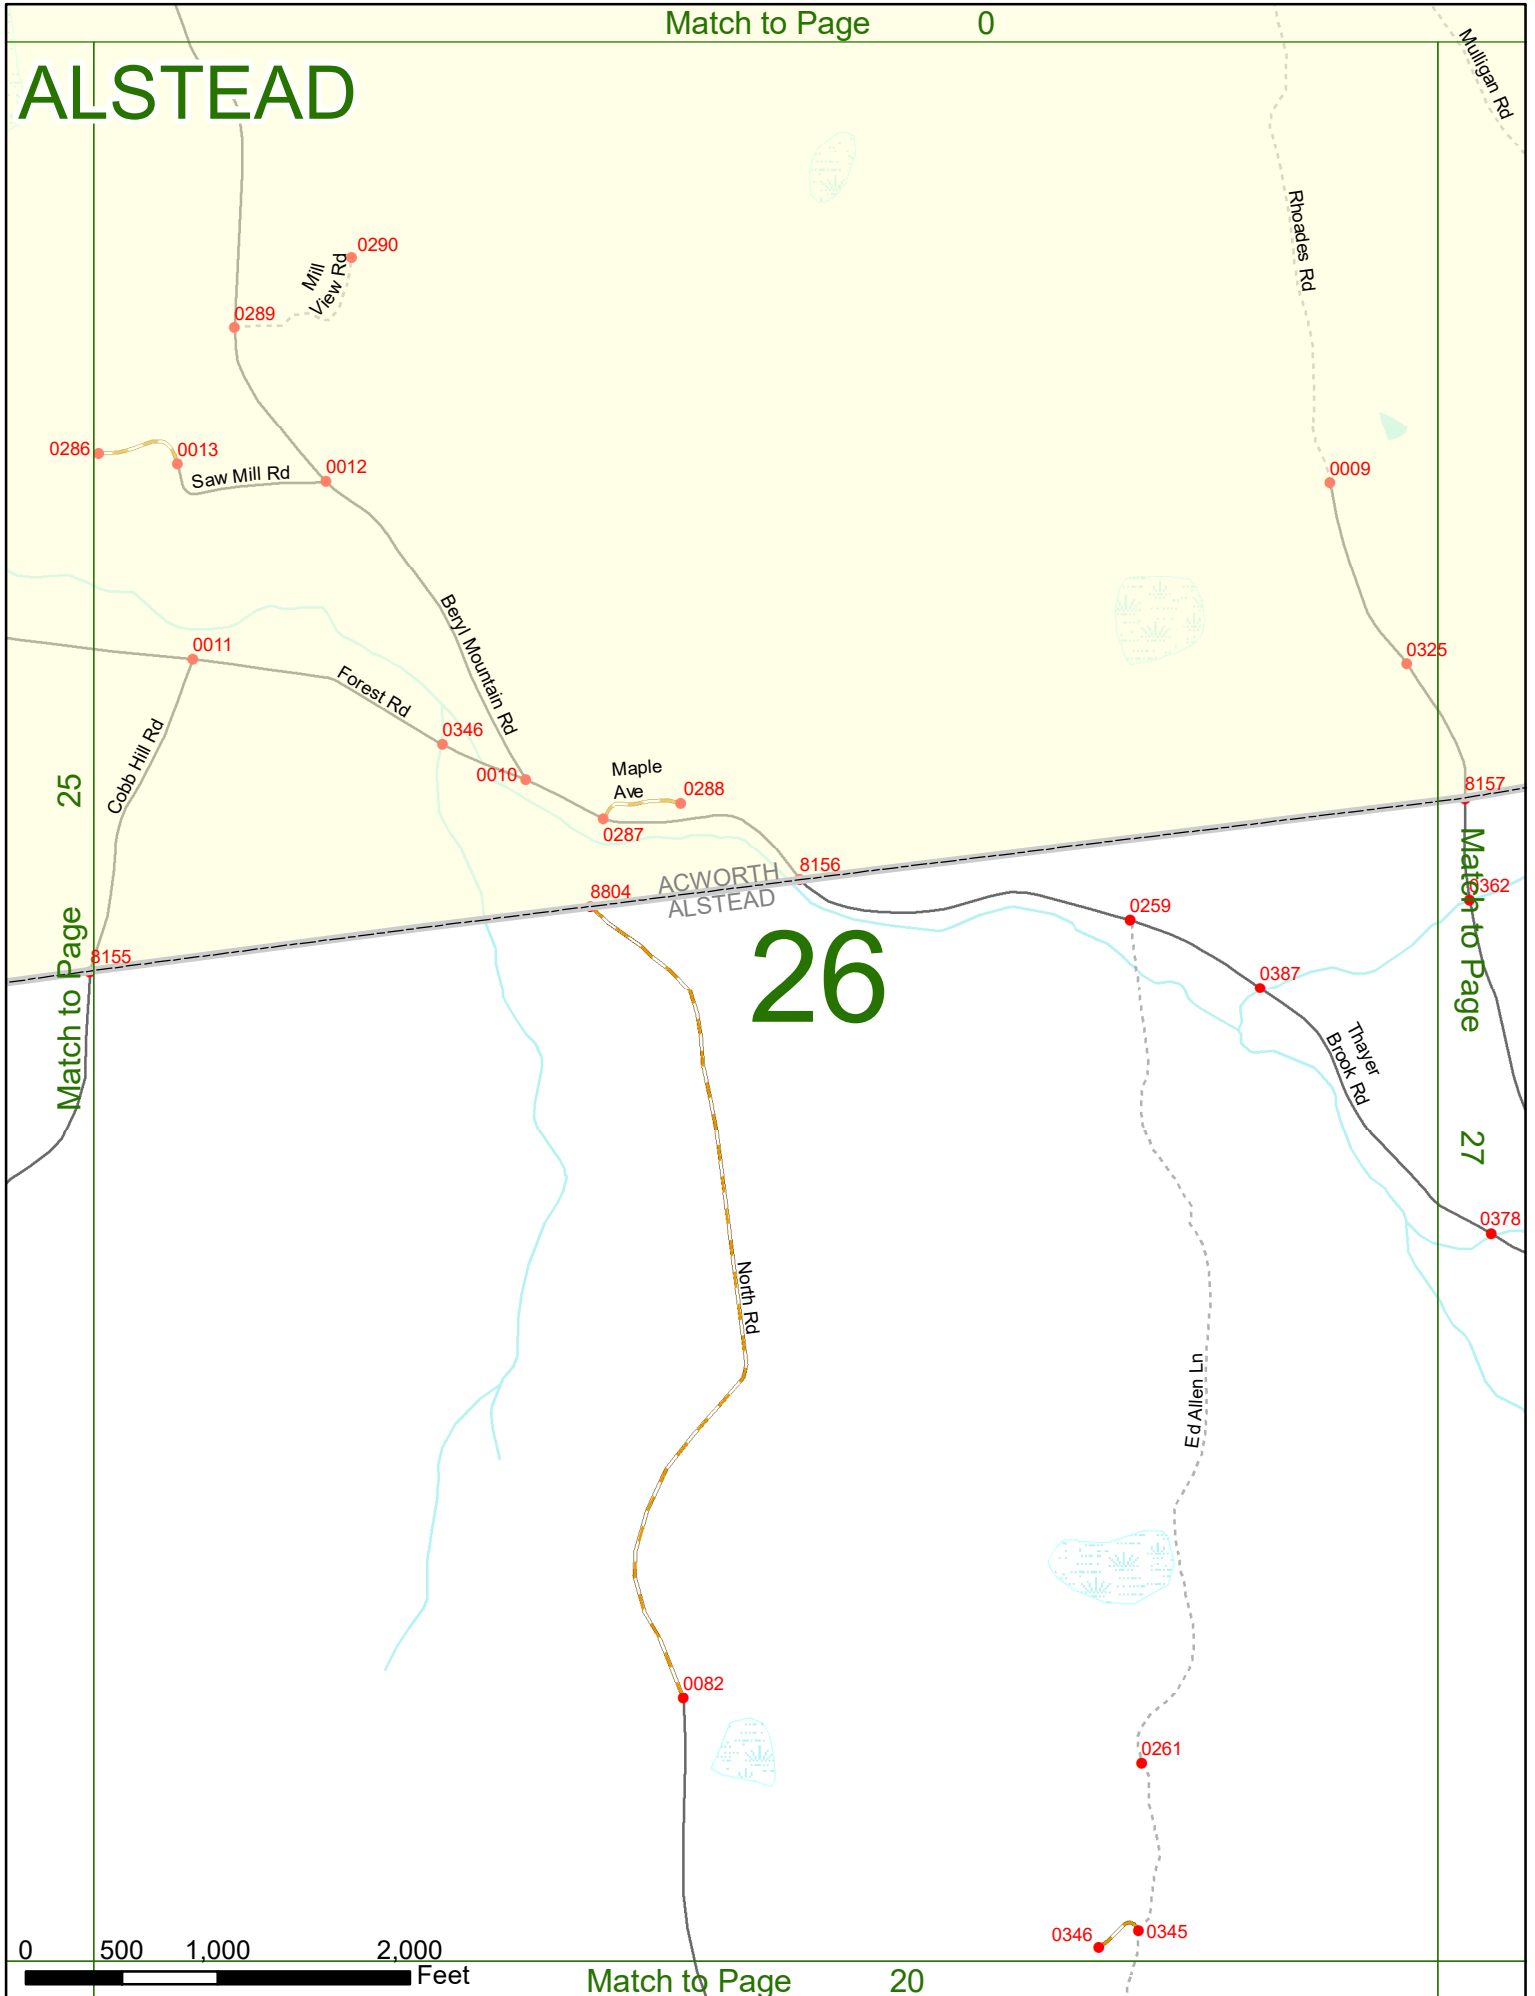 Match to Page 0
ALSTEAD
Mulligan Rd
Rhoades Rd
0290
Mill
View Rd
0289
0286
0013
Saw Mill Rd
0012
0009
Beryl Mountain Rd
0011
0325
Forest Rd
Cobb Hill Rd
0346
0010
Maple
Ave
0288
0287
25
Match to Page
8157
8156
ACWORTH
ALSTEAD
8804
0362
0259
26
8155
0387
Match to Page
27
Thayer
Brook Rd
0378
North Rd
Ed Allen Ln
0082
0261
0346
0345
0 500 1,000 2,000
Feet
Match to Page 20